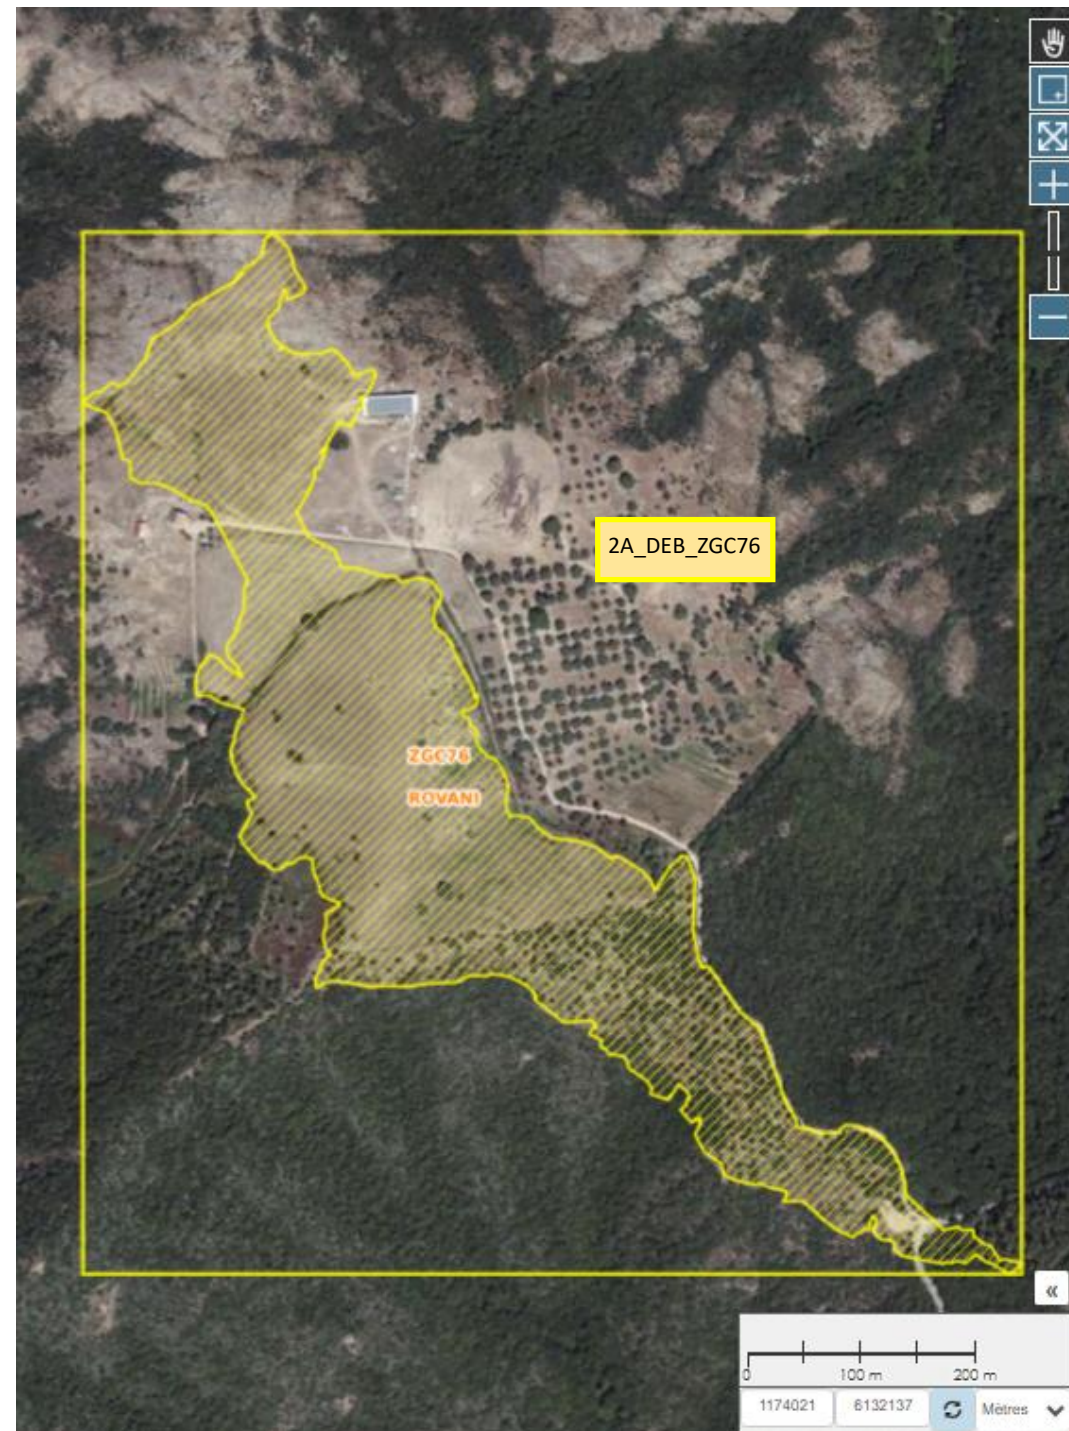 2A_DEB_ZGC76
ZGC76
ROVANI
«
0 100 m 200 m
1174021 6132137 Mètres